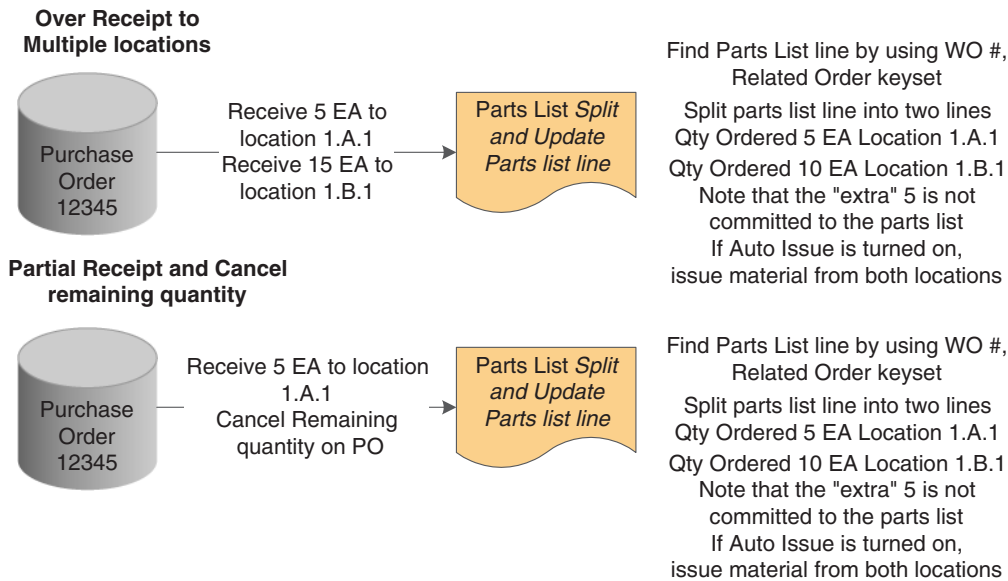 Over Receipt to
Multiple locations
Purchase
Order
12345
Receive 5 EA to
location 1.A.1
Receive 15 EA to
location 1.B.1
Parts List Split
and Update
Parts list line
Find Parts List line by using WO #,
Related Order keyset
Split parts list line into two lines
Qty Ordered 5 EA Location 1.A.1
Qty Ordered 10 EA Location 1.B.1
Note that the "extra" 5 is not
committed to the parts list
If Auto Issue is turned on,
issue material from both locations
Partial Receipt and Cancel
remaining quantity
Purchase
Order
12345
Receive 5 EA to location
1.A.1
Cancel Remaining
quantity on PO
Parts List Split
and Update
Parts list line
Find Parts List line by using WO #,
Related Order keyset
Split parts list line into two lines
Qty Ordered 5 EA Location 1.A.1
Qty Ordered 10 EA Location 1.B.1
Note that the "extra" 5 is not
committed to the parts list
If Auto Issue is turned on,
issue material from both locations